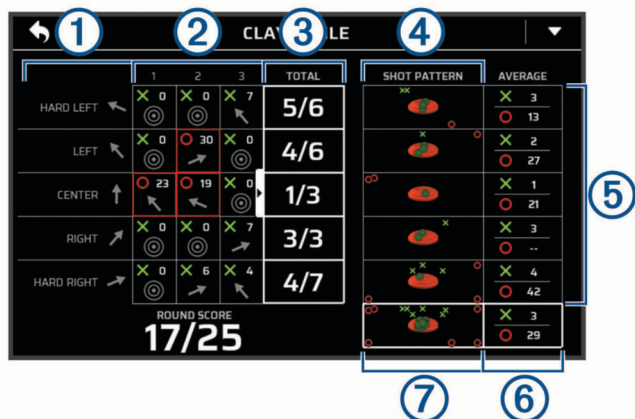 1 2 3 4
CLAY LE
1 2 3 TOTAL SHOT PATTERN AVERAGE
HARD LEFT X 0 X 0 X 7 5/6 X 3
O 13
LEFT X 0 O 30 X 0 4/6 X 2
O 27
CENTER O 23 O 19 X 0 1/3 X 1
O 21
RIGHT X 0 X 0 X 7 3/3 X 3
O --
HARD RIGHT X 0 X 6 X 4 4/7 X 4
O 42
5
ROUND SCORE
17/25
X 3
O 29
7 6